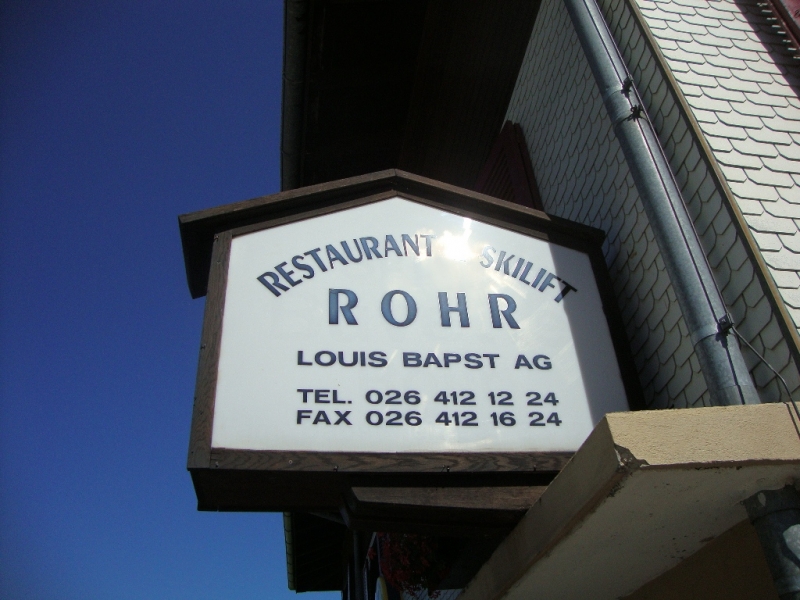 RESTAURANT SKILIFT
ROHR
LOUIS BAPST AG
TEL. 026 412 12 24
FAX 026 412 16 24